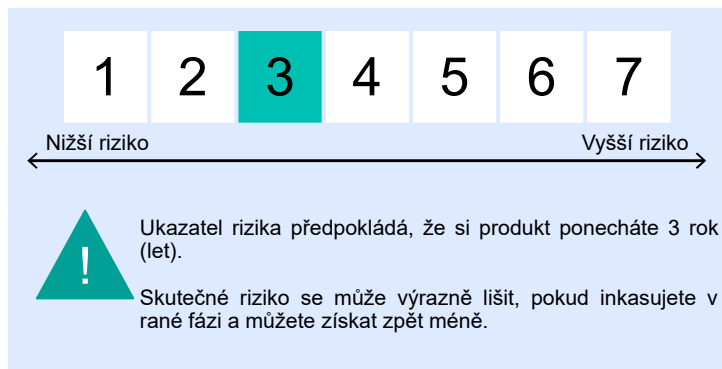 1 2 3 4 5 6 7
Nižší riziko Vyšší riziko
Ukazatel rizika předpokládá, že si produkt ponecháte 3 rok
(let).
!
Skutečné riziko se může výrazně lišit, pokud inkasujete v
rané fázi a můžete získat zpět méně.